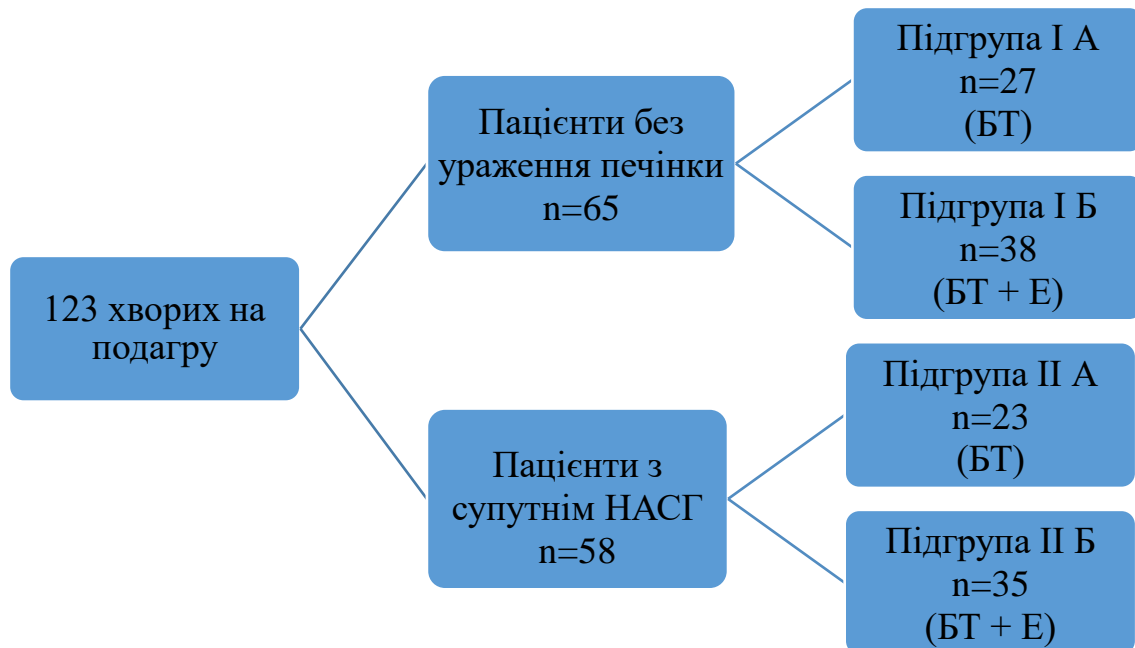 123 хворих на
подагру
Пацієнти без
ураження печінки
n=65
Підгрупа І А
n=27
(БТ)
Підгрупа І Б
n=38
(БТ + Е)
Пацієнти з
супутнім НАСГ
n=58
Підгрупа ІІ А
n=23
(БТ)
Підгрупа ІІ Б
n=35
(БТ + Е)